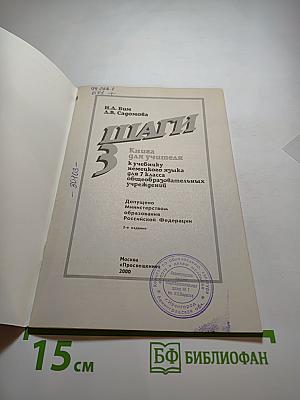 И.Л. Бим
Л.В. Садомова
ШАГИ
3
Книга
для учителя
к учебнику
немецкого языка
для 7 класса
общеобразовательных
учреждений
Допущено
Министерством
образования
Российской Федерации
2-е издание
Москва
«Просвещение»
2000
15 см
БФ БИБЛИОФАН